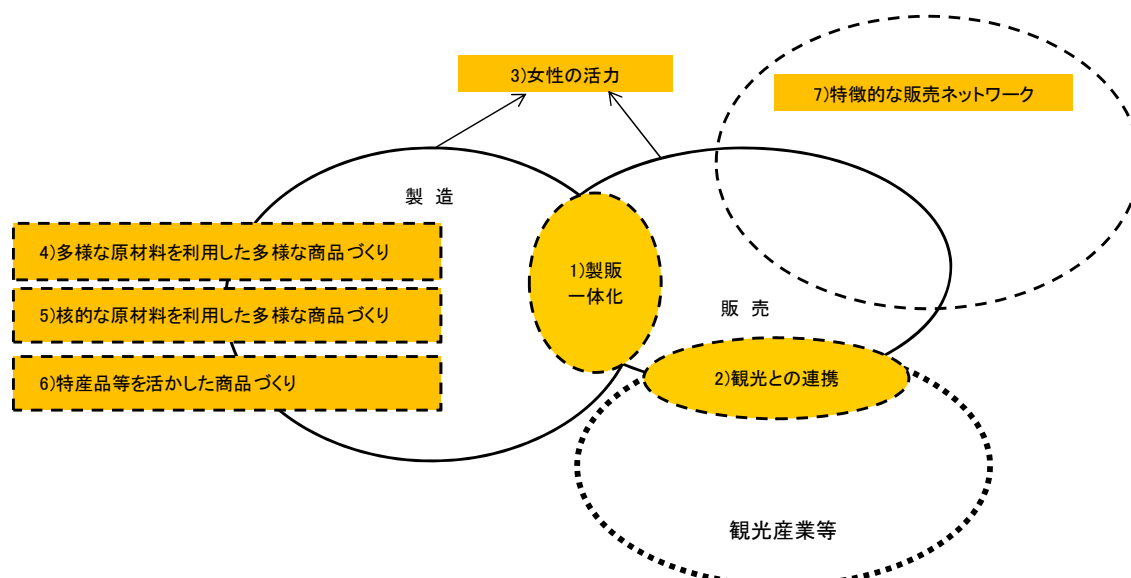 3)女性の活力
7)特徴的な販売ネットワーク
製 造
4)多様な原材料を利用した多様な商品づくり
1)製販
一体化
5)核的な原材料を利用した多様な商品づくり
販 売
6)特産品等を活かした商品づくり
2)観光との連携
観光産業等